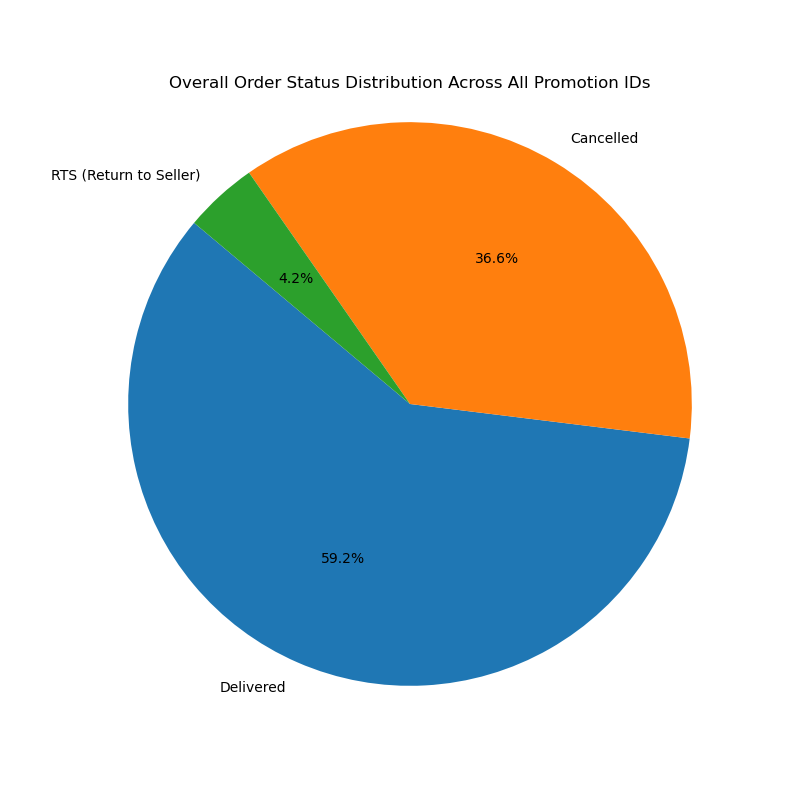 Overall Order Status Distribution Across All Promotion IDs
Cancelled
RTS (Return to Seller)
36.6%
4.2%
59.2%
Delivered